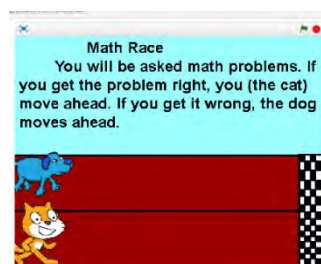 Math Race
You will be asked math problems. If
you get the problem right, you (the cat)
move ahead. If you get it wrong, the dog
moves ahead.